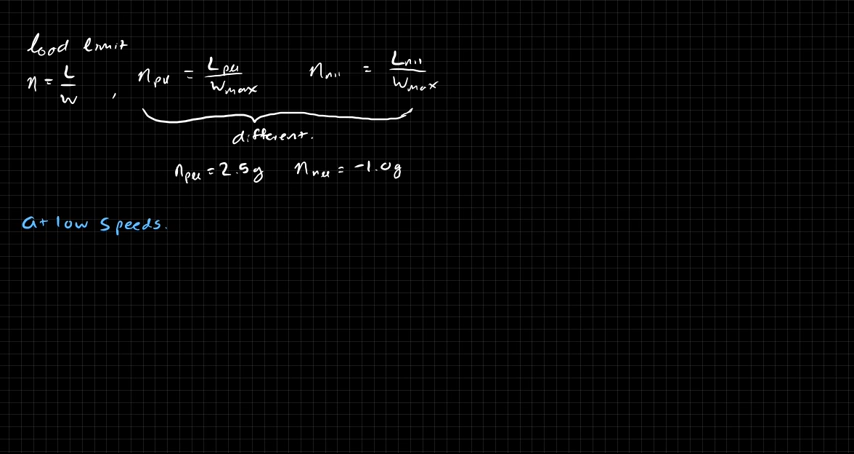 load limit
n = L/W , n_PLL = L_PLL/W_Max n_NLL = L_NLL/W_Max
different.
n_PLL = 2.5g n_NLL = -1.0g
at low speeds.